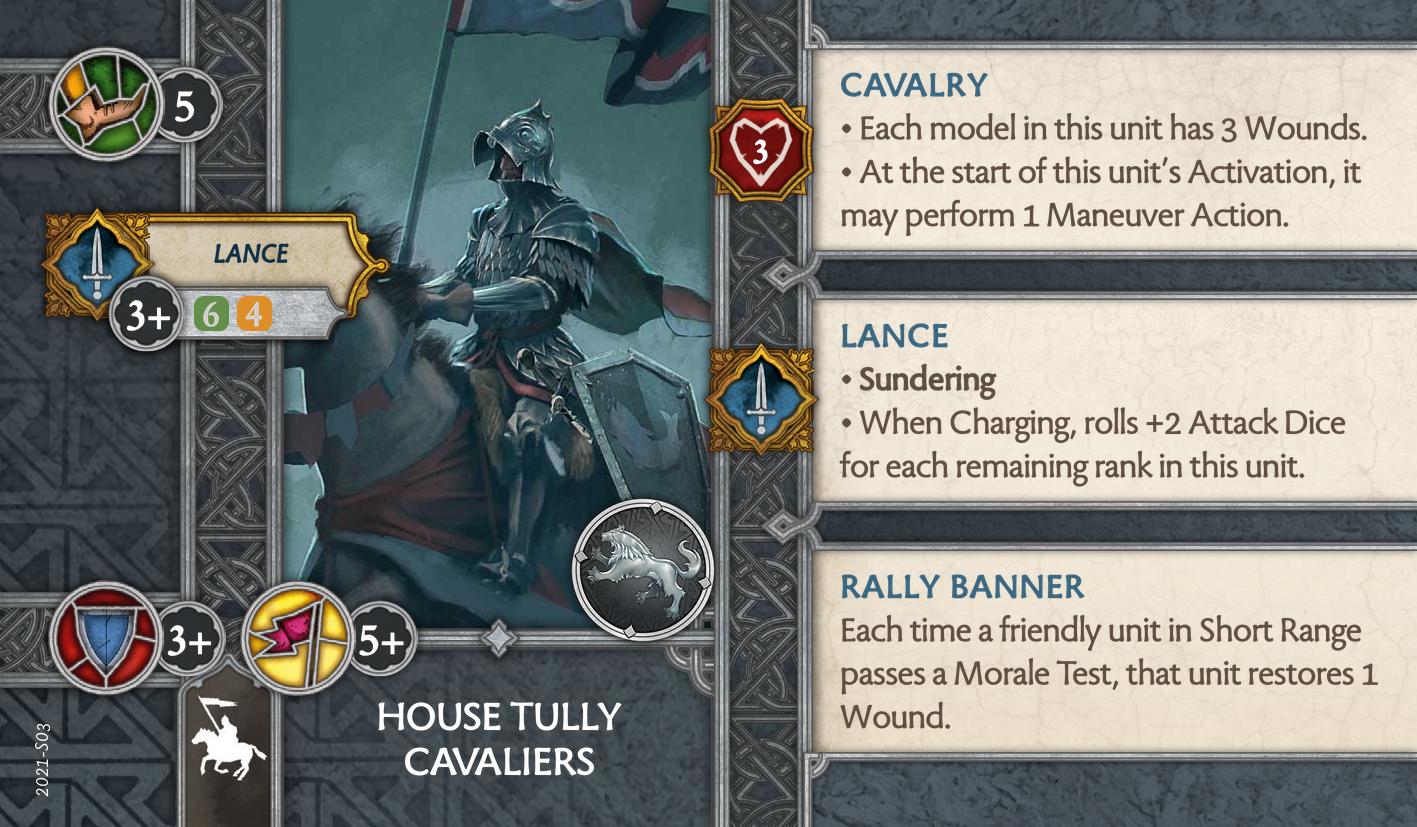 5
LANCE
3+ 6 4
3+
5+
HOUSE TULLY
CAVALIERS
2021-S03
3
CAVALRY
• Each model in this unit has 3 Wounds.
• At the start of this unit's Activation, it
may perform 1 Maneuver Action.
LANCE
• Sundering
• When Charging, rolls +2 Attack Dice
for each remaining rank in this unit.
RALLY BANNER
Each time a friendly unit in Short Range
passes a Morale Test, that unit restores 1
Wound.